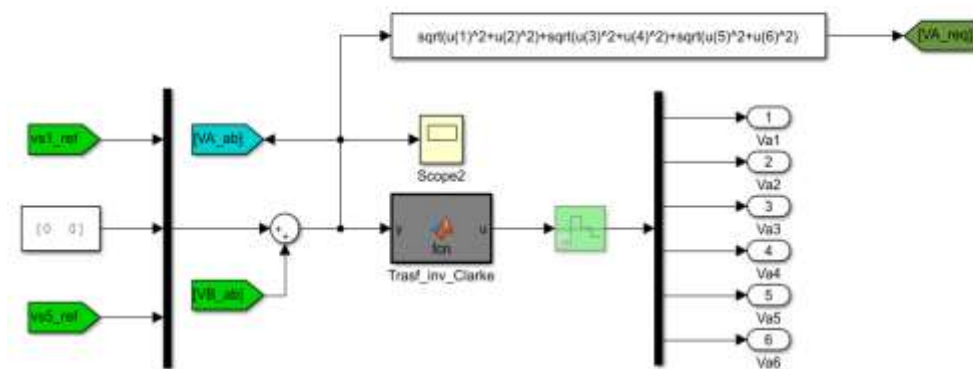 sqrt(u(1)^2+u(2)^2)+sqrt(u(3)^2+u(4)^2)+sqrt(u(5)^2+u(6)^2)
[VA_req]
vs1_ref
[VA_ab]
Scope2
[0 0]
y
fcn
u
Trasf_inv_Clarke
[VB_ab]
vs5_ref
1
Va1
2
Va2
3
Va3
4
Va4
5
Va5
6
Va6